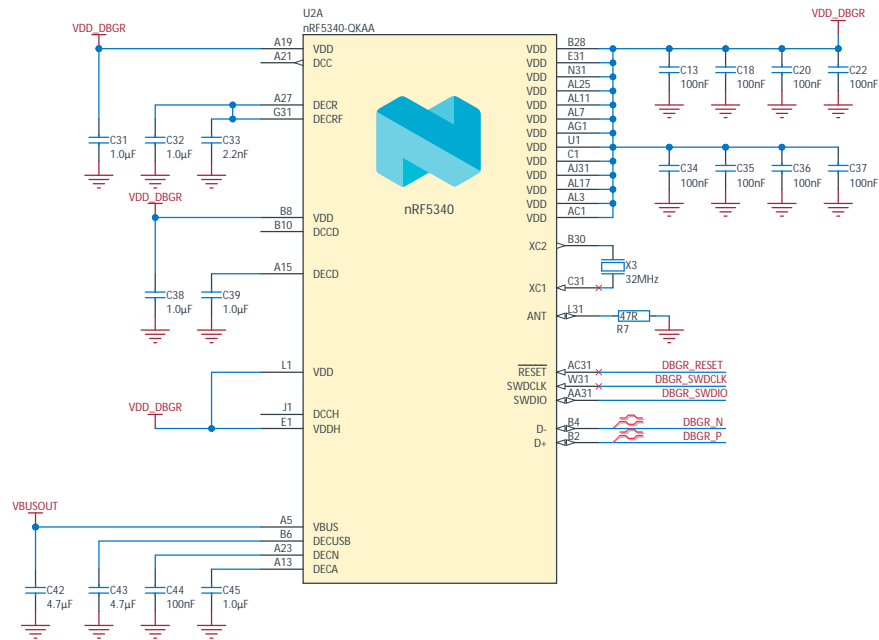 U2A
nRF5340-QKAA
VDD_DBGR
VDD_DBGR
A19 VDD
A21 DCC
A27 DECR
G31 DECRF
C31 1.0µF
C32 1.0µF
C33 2.2nF
VDD_DBGR
B8 VDD
B10 DCCD
A15 DECD
C38 1.0µF
C39 1.0µF
L1 VDD
VDD_DBGR
J1 DCCH
E1 VDDH
VBUSOUT
A5 VBUS
B6 DECUSB
A23 DECN
A13 DECA
C42 4.7µF
C43 4.7µF
C44 100nF
C45 1.0µF
nRF5340
VDD B28
VDD E31
VDD N31
VDD AL25
VDD AL11
VDD AL7
VDD AG1
VDD U1
VDD C1
VDD AJ31
VDD AL17
VDD AL3
VDD AC1
C13 100nF
C18 100nF
C20 100nF
C22 100nF
C34 100nF
C35 100nF
C36 100nF
C37 100nF
XC2 B30
X3
32MHz
XC1 C31
ANT L31
47R
R7
RESET AC31 DBGR_RESET
SWDCLK W31 DBGR_SWDCLK
SWDIO AA31 DBGR_SWDIO
D- B4 DBGR_N
D+ B2 DBGR_P